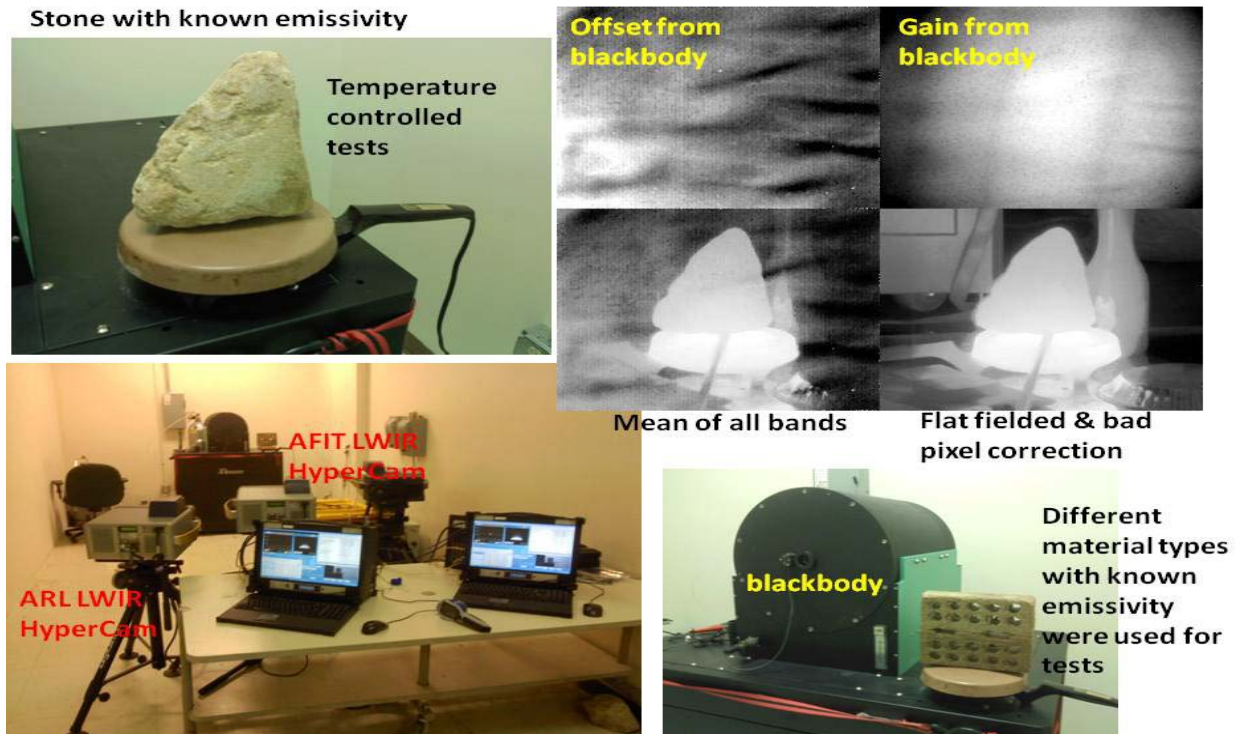 Stone with known emissivity
Temperature
controlled
tests
Offset from
blackbody
Gain from
blackbody
Mean of all bands
Flat fielded & bad
pixel correction
AFIT LWIR
HyperCam
ARL LWIR
HyperCam
blackbody
Different
material types
with known
emissivity
were used for
tests